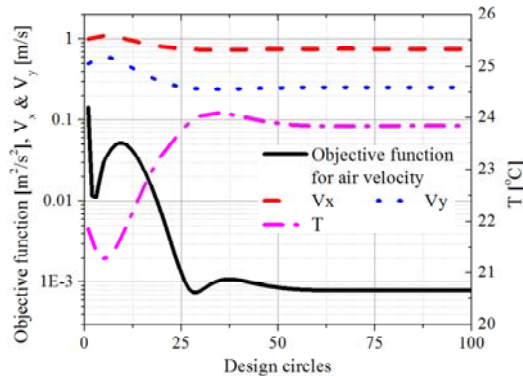 Objective function [m²/s²], Vx & Vy [m/s]
1
0.1
0.01
1E-3
Objective function
for air velocity
Vx
Vy
T
26
25
24
23
22
21
20
T [°C]
0
25
50
75
100
Design circles